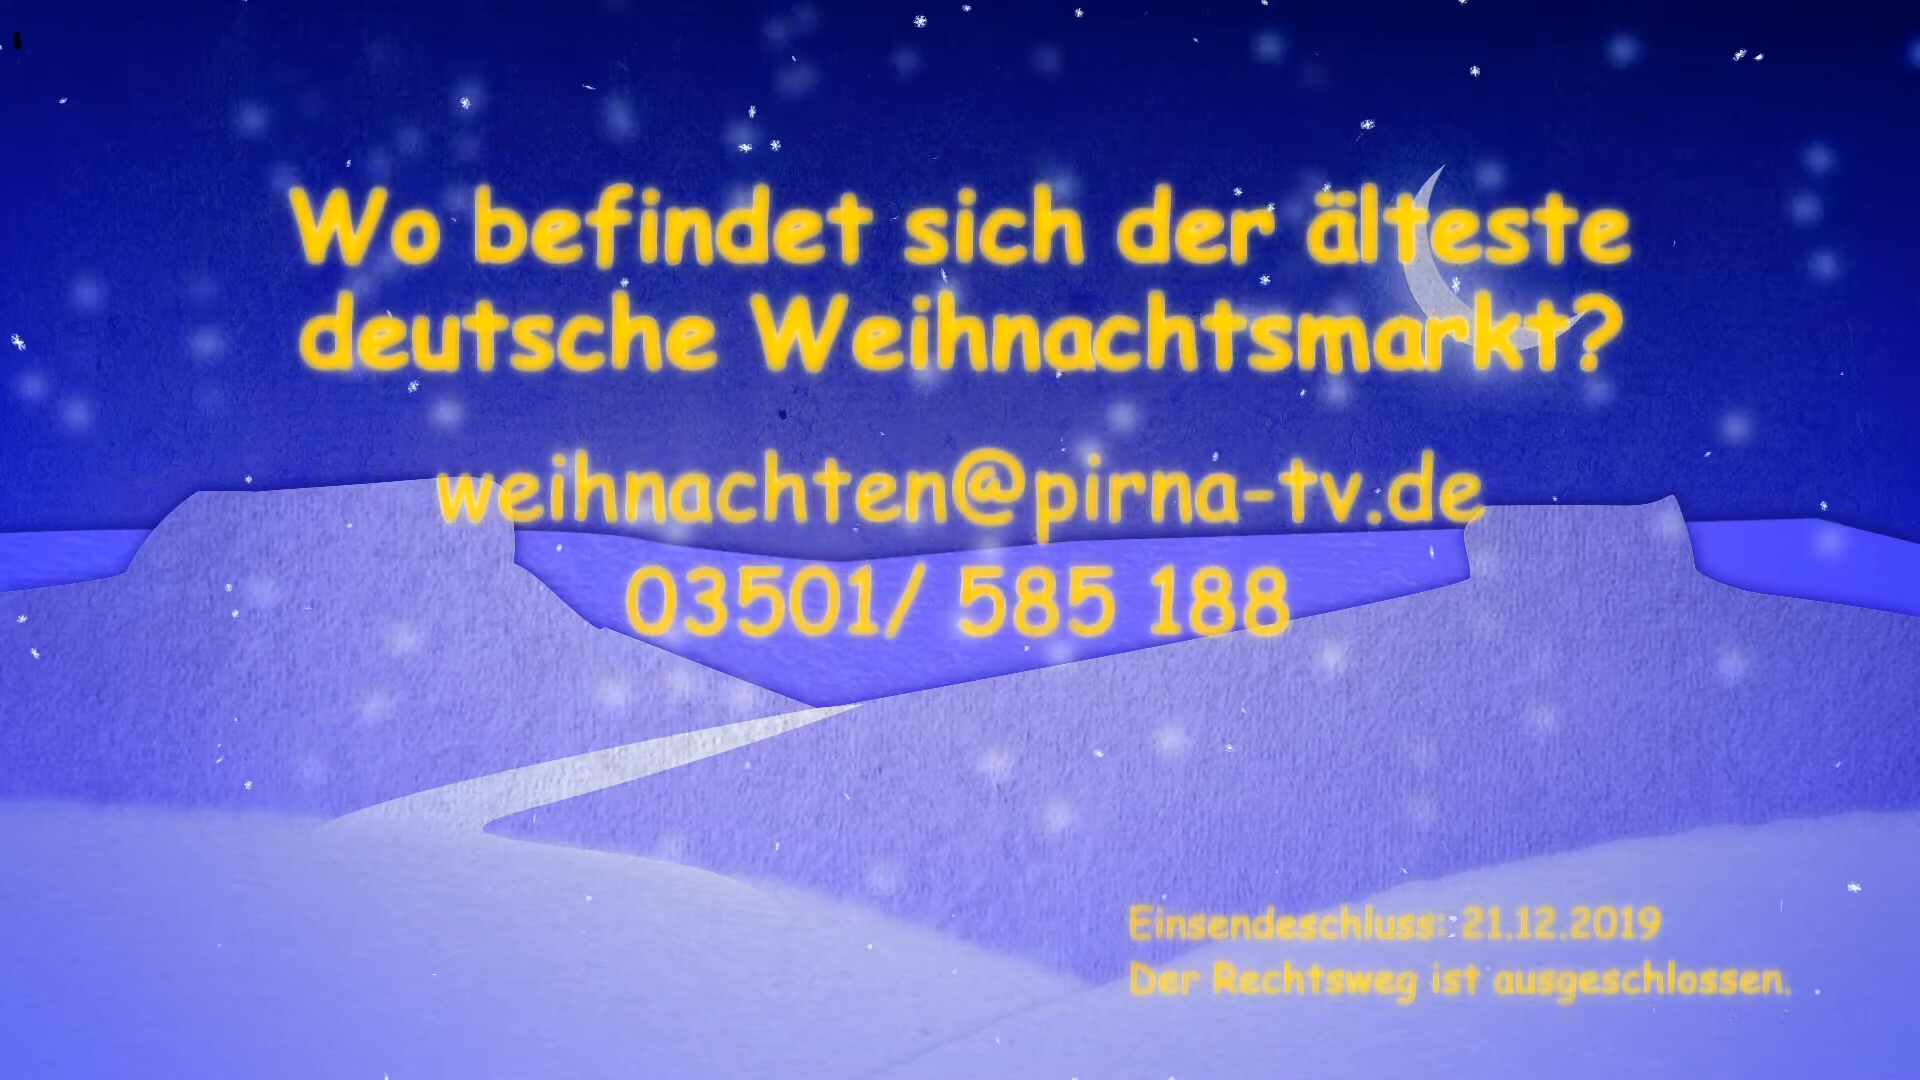 Wo befindet sich der älteste
deutsche Weihnachtsmarkt?
weihnachten@pirna-tv.de
03501/ 585 188
Einsendeschluss: 21.12.2019
Der Rechtsweg ist ausgeschlossen.